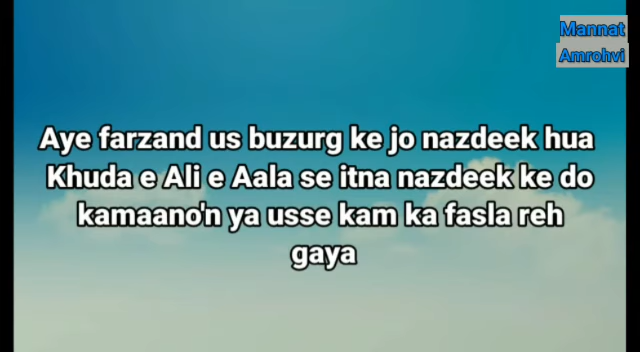 Mannat
Amrohvi
Aye farzand us buzurg ke jo nazdeek hua
Khuda e Ali e Aala se itna nazdeek ke do
kamaano'n ya usse kam ka fasla reh
gaya